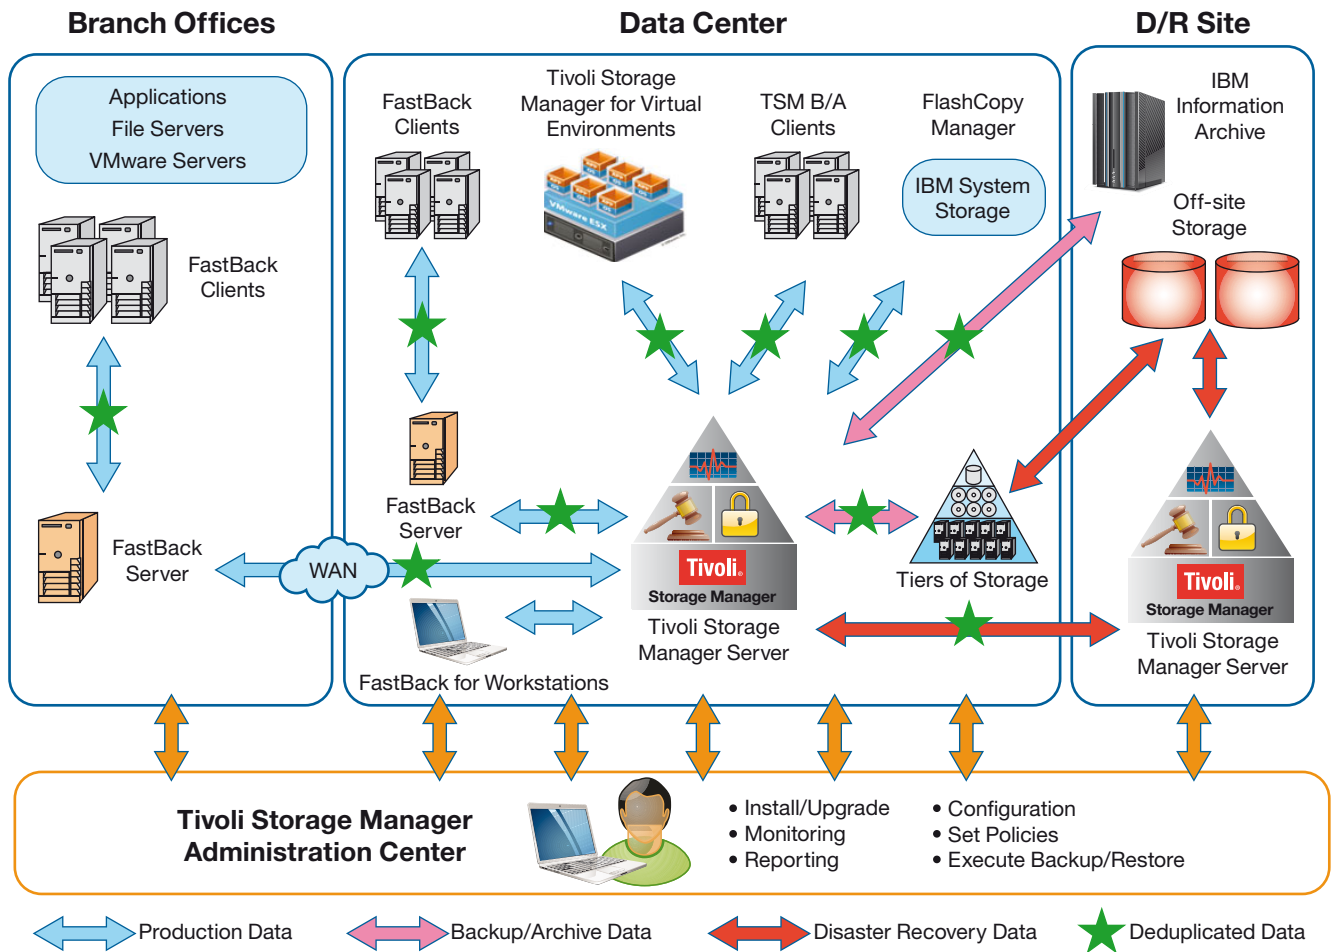 Branch Offices
Data Center
D/R Site
Applications
File Servers
VMware Servers
FastBack
Clients
FastBack
Server
WAN
FastBack
Clients
Tivoli Storage
Manager for Virtual
Environments
VMware ESX
TSM B/A
Clients
FlashCopy
Manager
IBM System
Storage
FastBack
Server
FastBack for Workstations
Tivoli
Storage Manager
Tivoli Storage
Manager Server
Tiers of Storage
IBM
Information
Archive
Off-site
Storage
Tivoli
Storage Manager
Tivoli Storage
Manager Server
Tivoli Storage Manager
Administration Center
• Install/Upgrade
• Monitoring
• Reporting
• Configuration
• Set Policies
• Execute Backup/Restore
Production Data
Backup/Archive Data
Disaster Recovery Data
Deduplicated Data